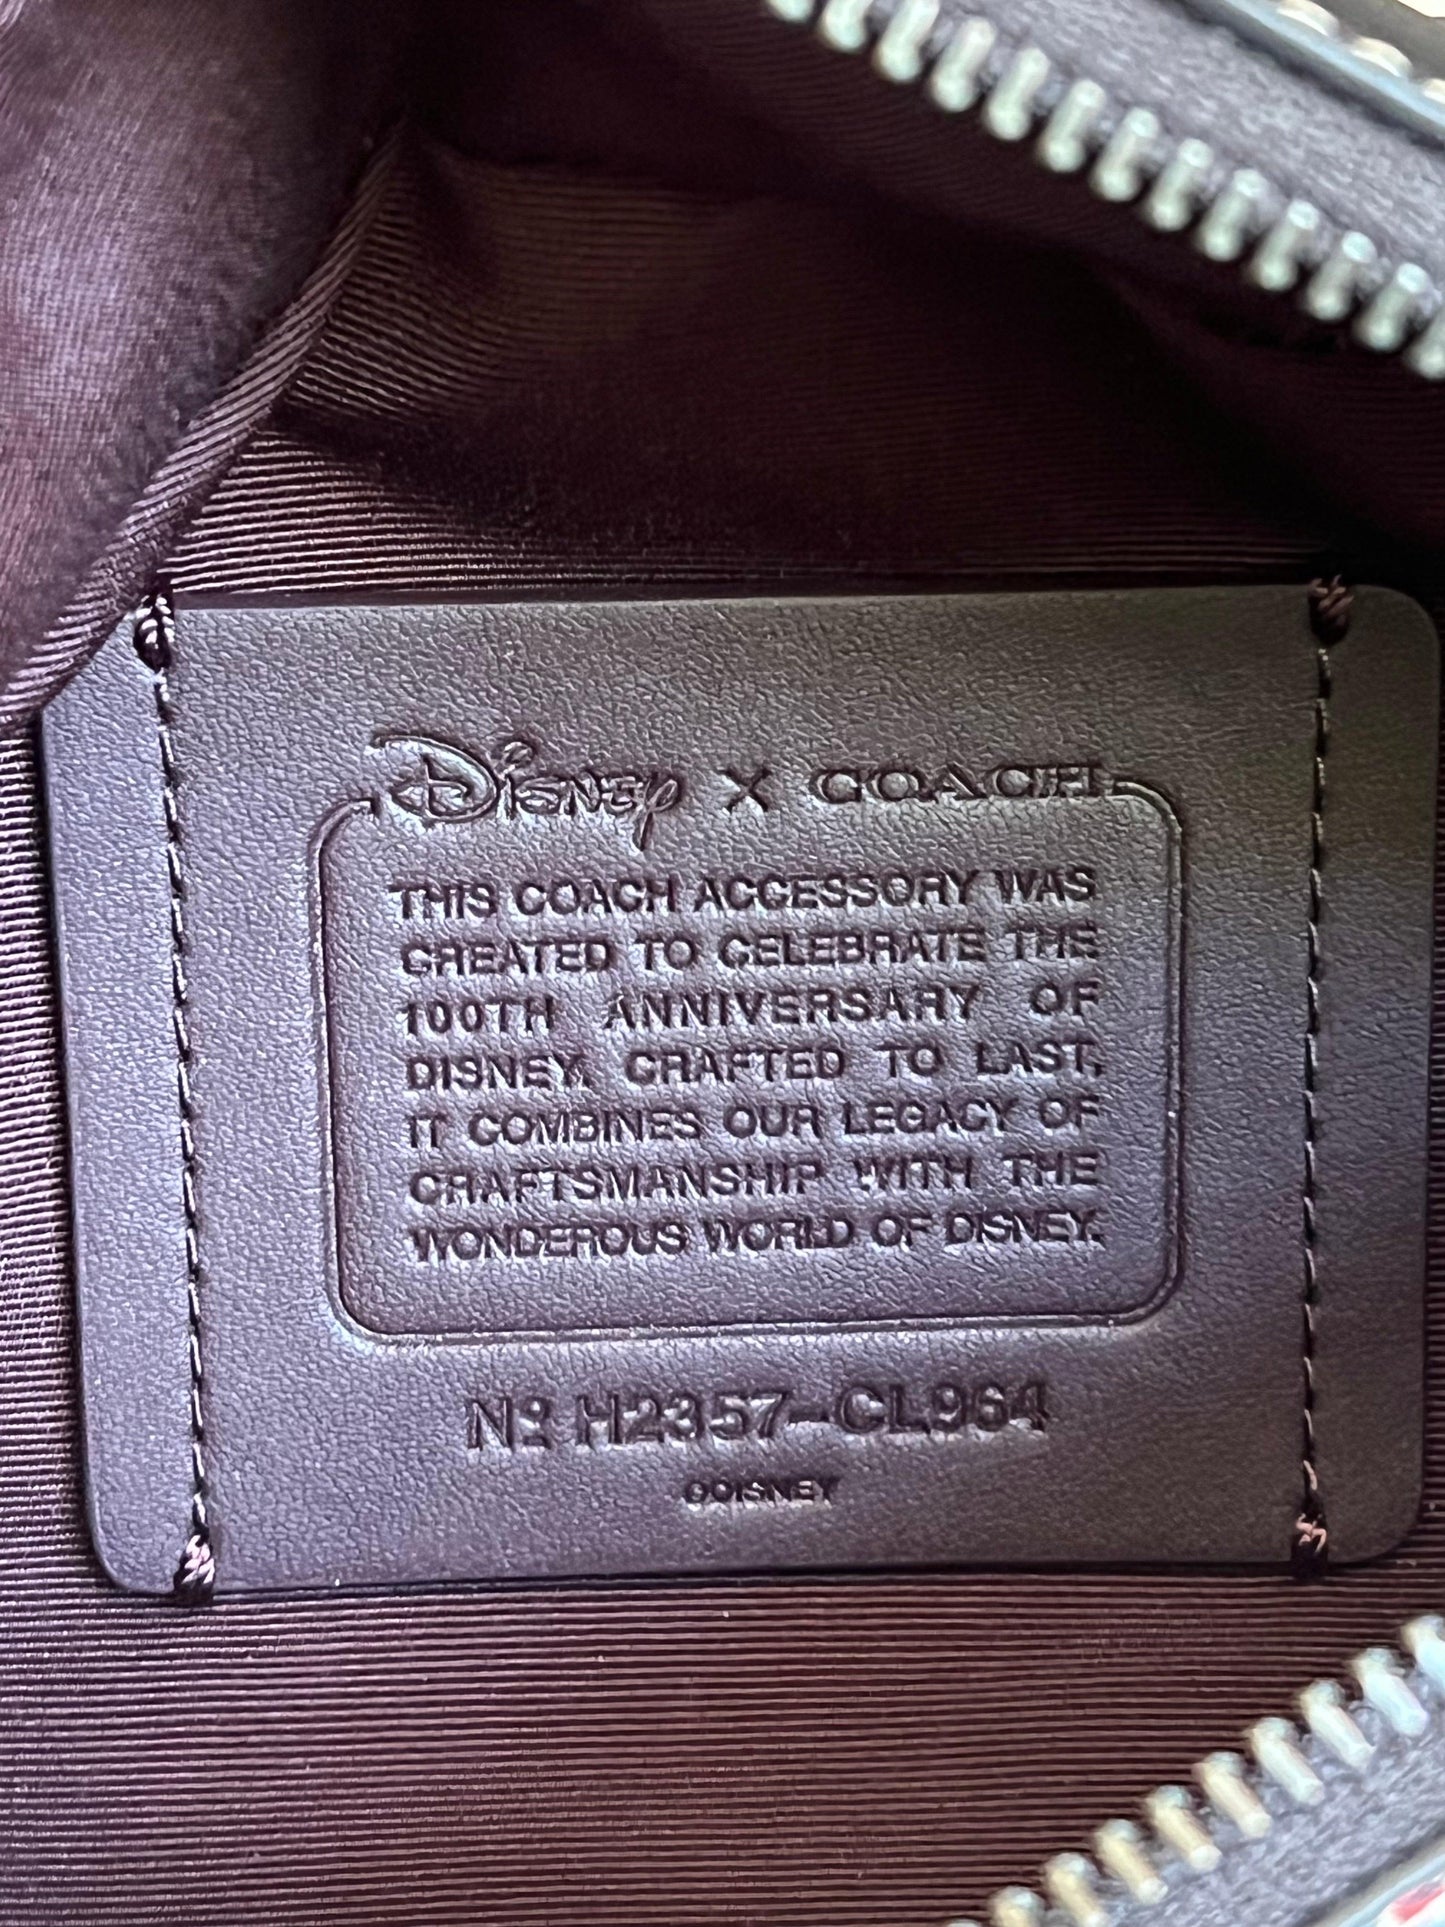 Disney X COACH
THIS COACH ACCESSORY WAS
CREATED TO CELEBRATE THE
100TH ANNIVERSARY OF
DISNEY. CRAFTED TO LAST,
IT COMBINES OUR LEGACY OF
CRAFTSMANSHIP WITH THE
WONDEROUS WORLD OF DISNEY.
Nº H2357-CL964
©DISNEY